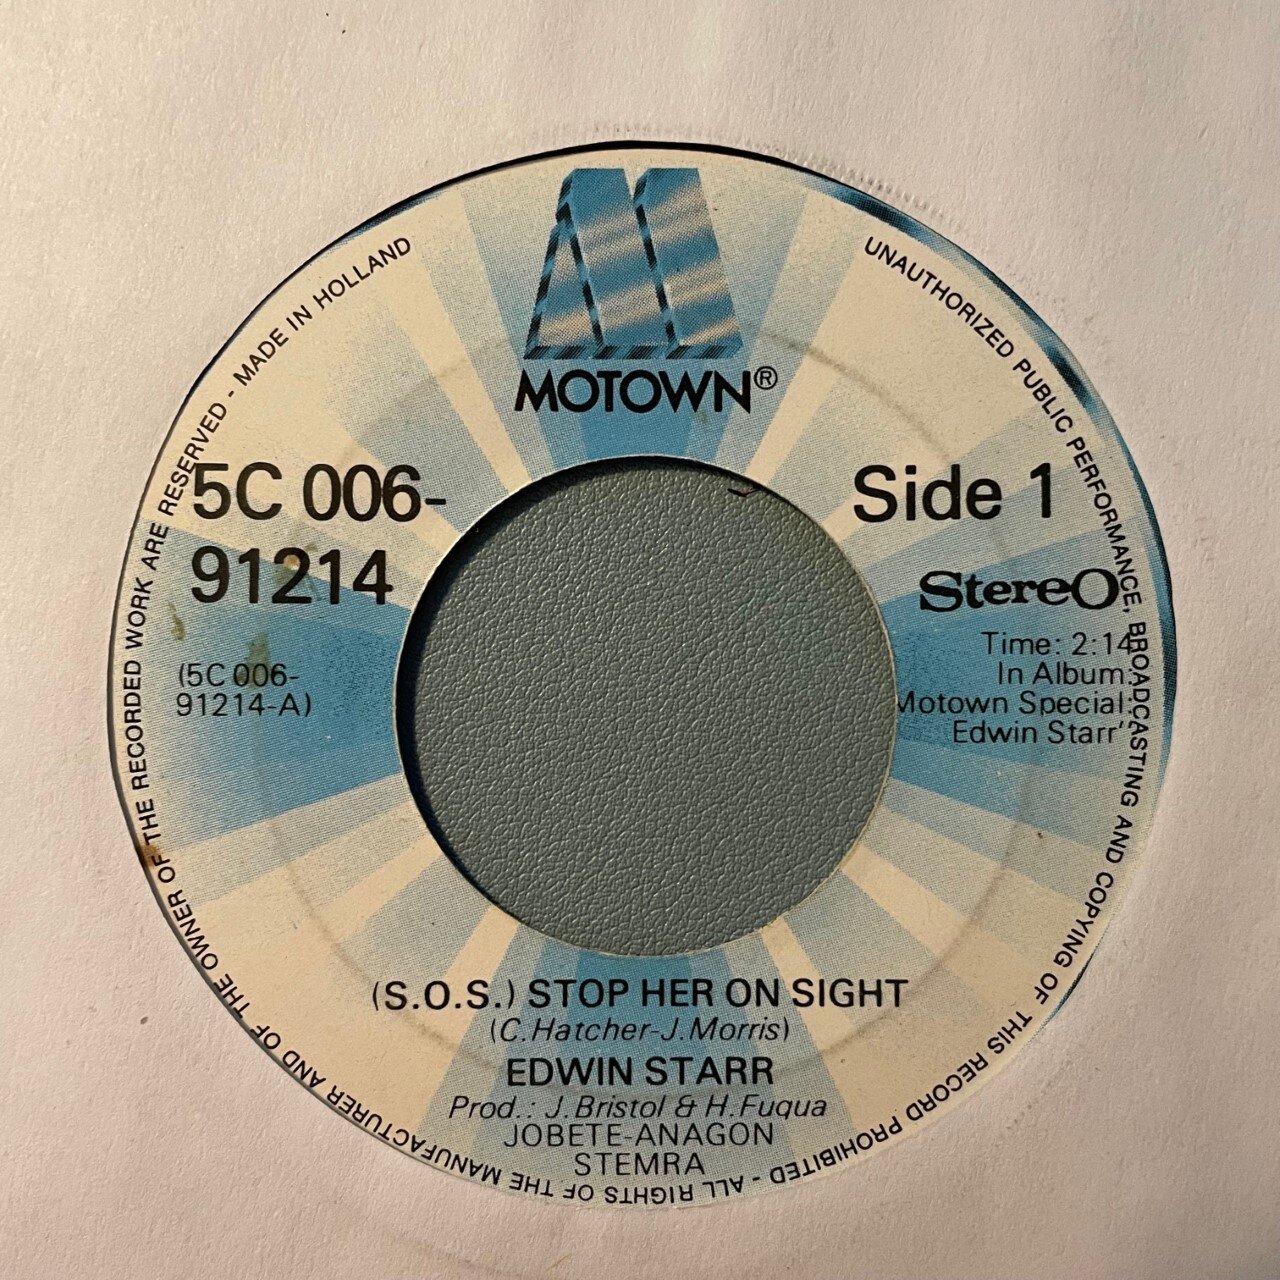 MOTOWN®
5C 006-
91214
(5C 006-
91214-A)
Side 1
Stereo
Time: 2:14
In Album:
Motown Special:
Edwin Starr"
(S.O.S.) STOP HER ON SIGHT
(C.Hatcher-J.Morris)
EDWIN STARR
Prod.: J.Bristol & H.Fuqua
JOBETE-ANAGON
STEMRA
UNAUTHORIZED PUBLIC PERFORMANCE, BROADCASTING AND COPYING OF THIS RECORD PROHIBITED - ALL RIGHTS OF THE MANUFACTURER AND OF THE OWNER OF THE RECORDED WORK ARE RESERVED - MADE IN HOLLAND